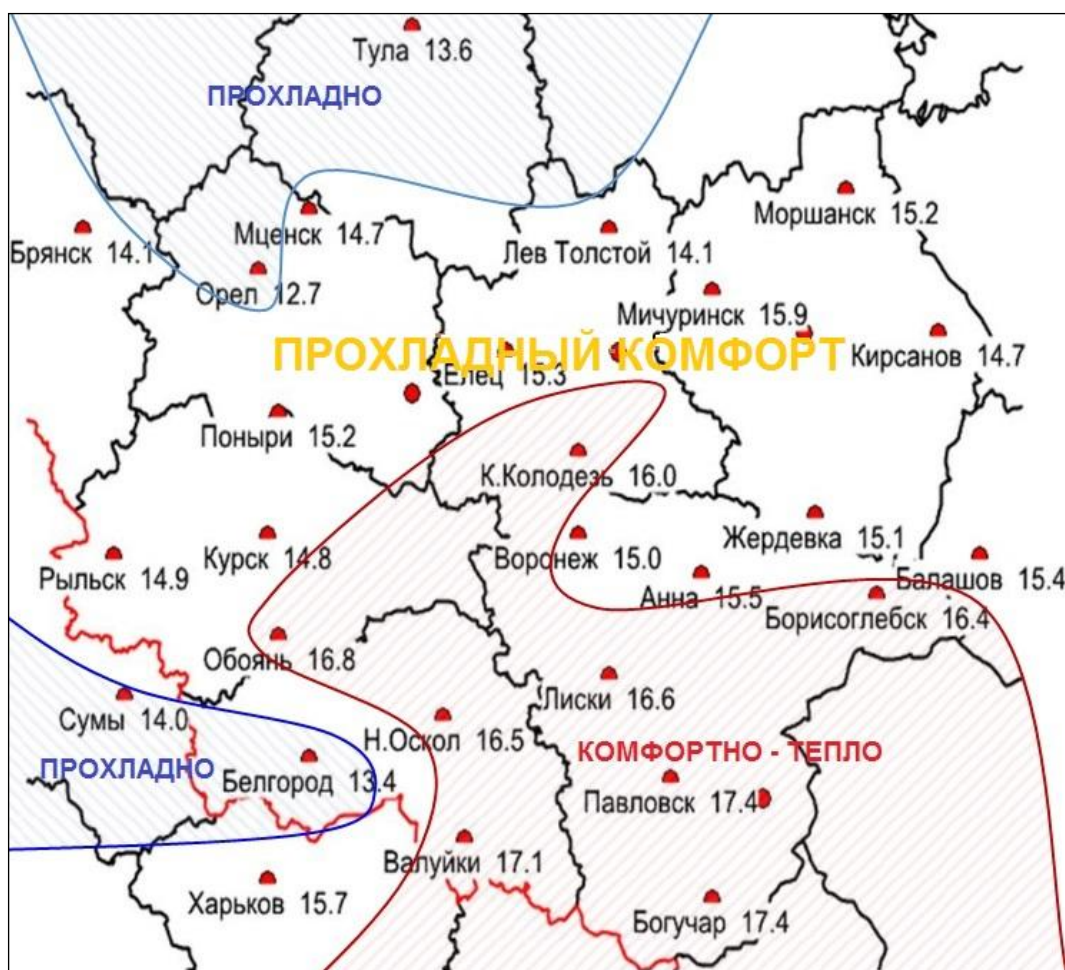 Тула 13.6
ПРОХЛАДНО
Моршанск 15.2
Мценск 14.7
Брянск 14.1
Лев Толстой 14.1
Орел 12.7
Мичуринск 15.9
ПРОХЛАДНЫЙ КОМФОРТ
Кирсанов 14.7
Елец 15.3
Поныри 15.2
К.Колодезь 16.0
Жердевка 15.1
Курск 14.8
Воронеж 15.0
Рыльск 14.9
Балашов 15.4
Анна 15.5
Борисоглебск 16.4
Обоянь 16.8
Лиски 16.6
Сумы 14.0
Н.Оскол 16.5
КОМФОРТНО - ТЕПЛО
ПРОХЛАДНО
Белгород 13.4
Павловск 17.4
Валуйки 17.1
Харьков 15.7
Богучар 17.4